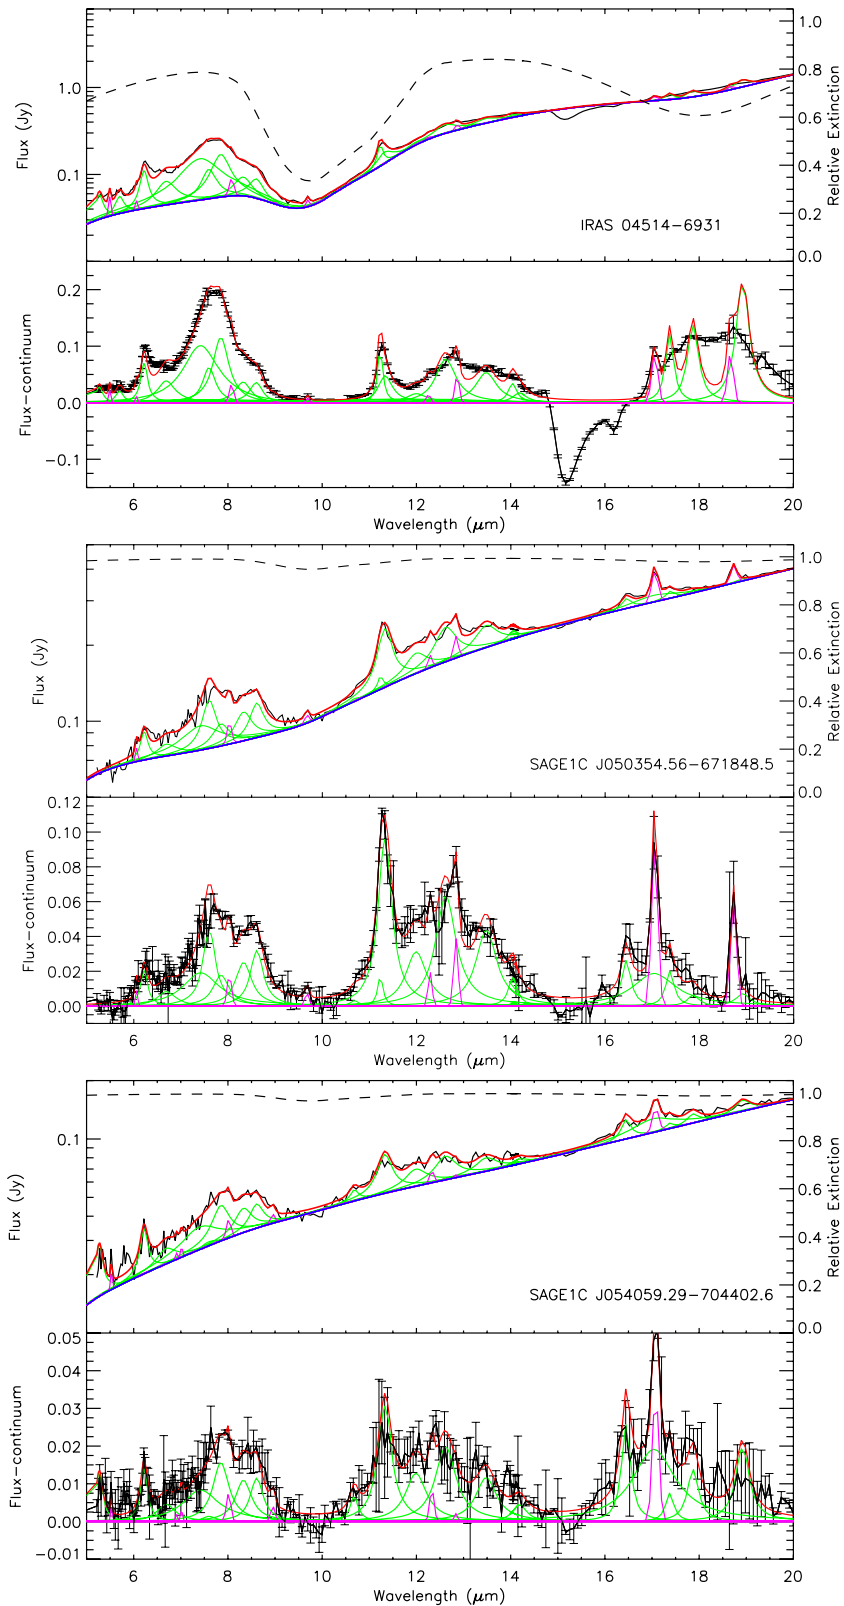 1.0
0.1
Flux (Jy)
1.0
0.8
0.6
0.4
0.2
0.0
Relative Extinction
IRAS 04514−6931
0.2
0.1
0.0
−0.1
Flux−continuum
6 8 10 12 14 16 18 20
Wavelength (μm)
0.1
Flux (Jy)
1.0
0.8
0.6
0.4
0.2
0.0
Relative Extinction
SAGE1C J050354.56−671848.5
0.12
0.10
0.08
0.06
0.04
0.02
0.00
Flux−continuum
6 8 10 12 14 16 18 20
Wavelength (μm)
0.1
Flux (Jy)
1.0
0.8
0.6
0.4
0.2
0.0
Relative Extinction
SAGE1C J054059.29−704402.6
0.05
0.04
0.03
0.02
0.01
0.00
−0.01
Flux−continuum
6 8 10 12 14 16 18 20
Wavelength (μm)